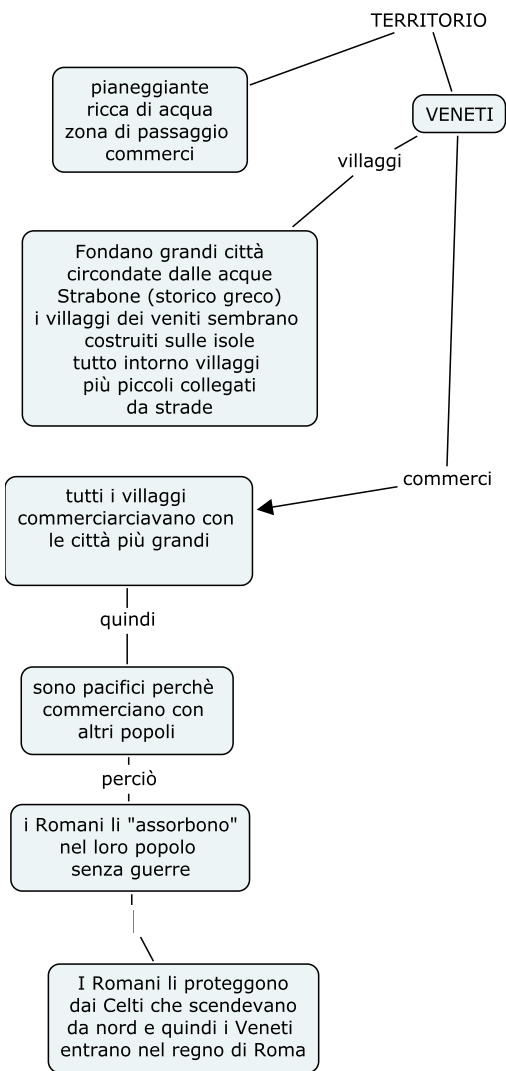 TERRITORIO
pianeggiante
ricca di acqua
zona di passaggio
commerci
VENETI
villaggi
Fondano grandi città
circondate dalle acque
Strabone (storico greco)
i villaggi dei veniti sembrano
costruiti sulle isole
tutto intorno villaggi
più piccoli collegati
da strade
commerci
tutti i villaggi
commerciarciavano con
le città più grandi
quindi
sono pacifici perchè
commerciano con
altri popoli
perciò
i Romani li "assorbono"
nel loro popolo
senza guerre
I Romani li proteggono
dai Celti che scendevano
da nord e quindi i Veneti
entrano nel regno di Roma